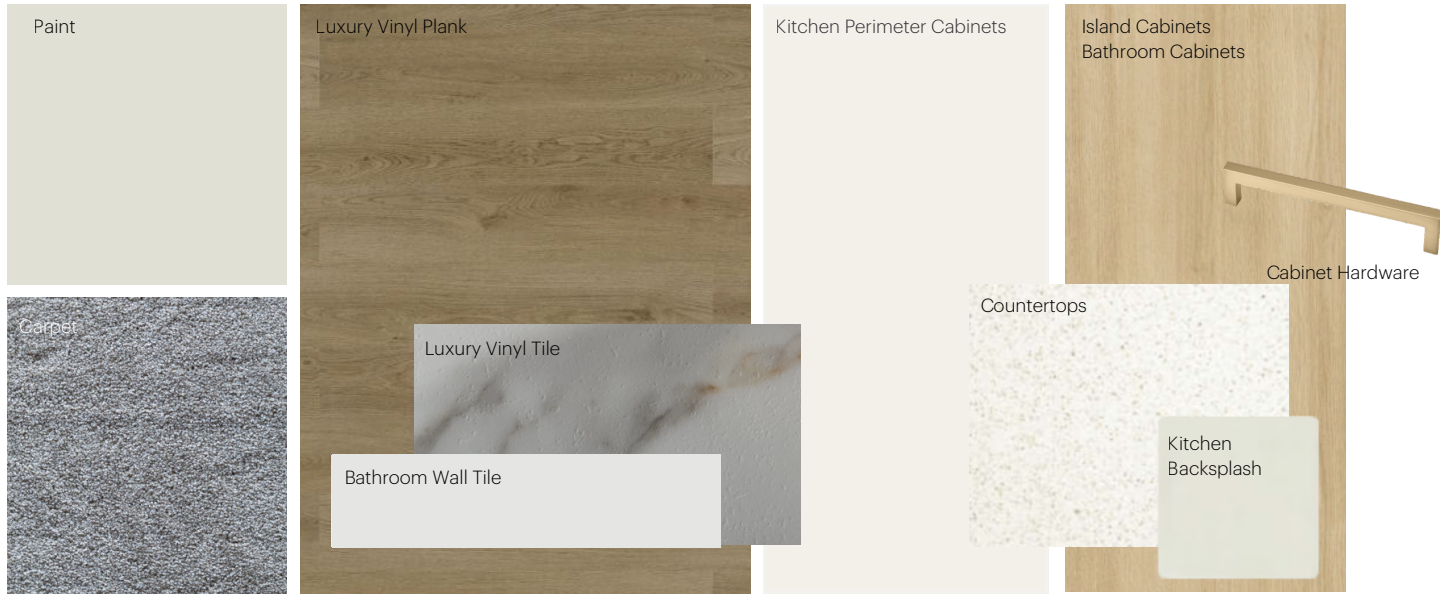 Paint
Luxury Vinyl Plank
Kitchen Perimeter Cabinets
Island Cabinets
Bathroom Cabinets
Cabinet Hardware
Carpet
Countertops
Luxury Vinyl Tile
Kitchen
Backsplash
Bathroom Wall Tile